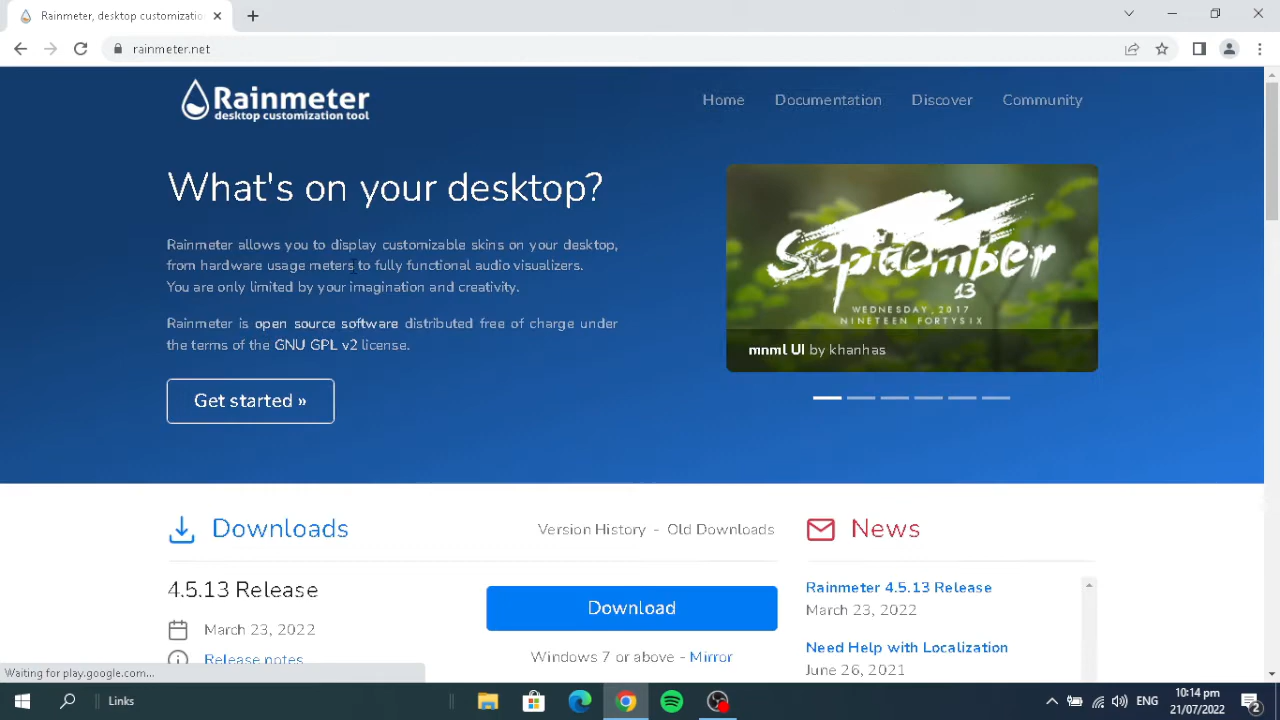 Rainmeter, desktop customizatio
rainmeter.net
Rainmeter
desktop customization tool
Home
Documentation
Discover
Community
What's on your desktop?
Rainmeter allows you to display customizable skins on your desktop,
from hardware usage meters to fully functional audio visualizers.
You are only limited by your imagination and creativity.
Rainmeter is open source software distributed free of charge under
the terms of the GNU GPL v2 license.
Get started »
September
13
WEDNESDAY, 2017
NINETEEN FORTYSIX
mnml UI by khanhas
Downloads
Version History - Old Downloads
4.5.13 Release
March 23, 2022
Release notes
Download
Windows 7 or above - Mirror
News
Rainmeter 4.5.13 Release
March 23, 2022
Need Help with Localization
June 26, 2021
Waiting for play.google.com...
Links
ENG
10:14 pm
21/07/2022
2